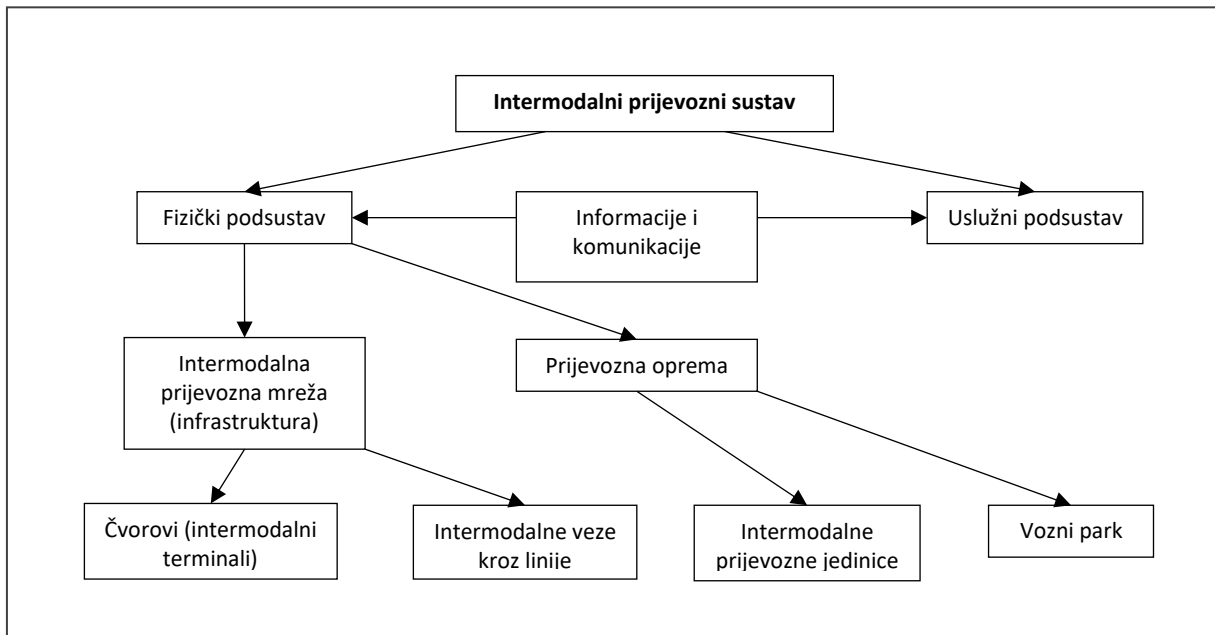 Intermodalni prijevozni sustav
Fizički podsustav
Informacije i
komunikacije
Uslužni podsustav
Intermodalna
prijevozna mreža
(infrastruktura)
Prijevozna oprema
Čvorovi (intermodalni
terminali)
Intermodalne veze
kroz linije
Intermodalne
prijevozne jedinice
Vozni park